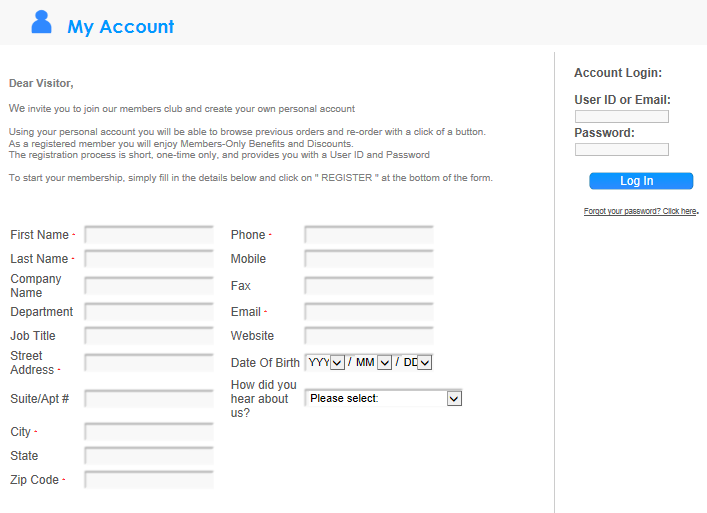 My Account
Dear Visitor,
We invite you to join our members club and create your own personal account
Using your personal account you will be able to browse previous orders and re-order with a click of a button.
As a registered member you will enjoy Members-Only Benefits and Discounts.
The registration process is short, one-time only, and provides you with a User ID and Password
To start your membership, simply fill in the details below and click on " REGISTER " at the bottom of the form.
First Name -
Last Name -
Company
Name
Department
Job Title
Street
Address -
Suite/Apt #
City -
State
Zip Code -
Phone -
Mobile
Fax
Email -
Website
Date Of Birth YYY / MM / DD
How did you
hear about
us?
Please select:
Account Login:
User ID or Email:
Password:
Log In
Forgot your password? Click here.